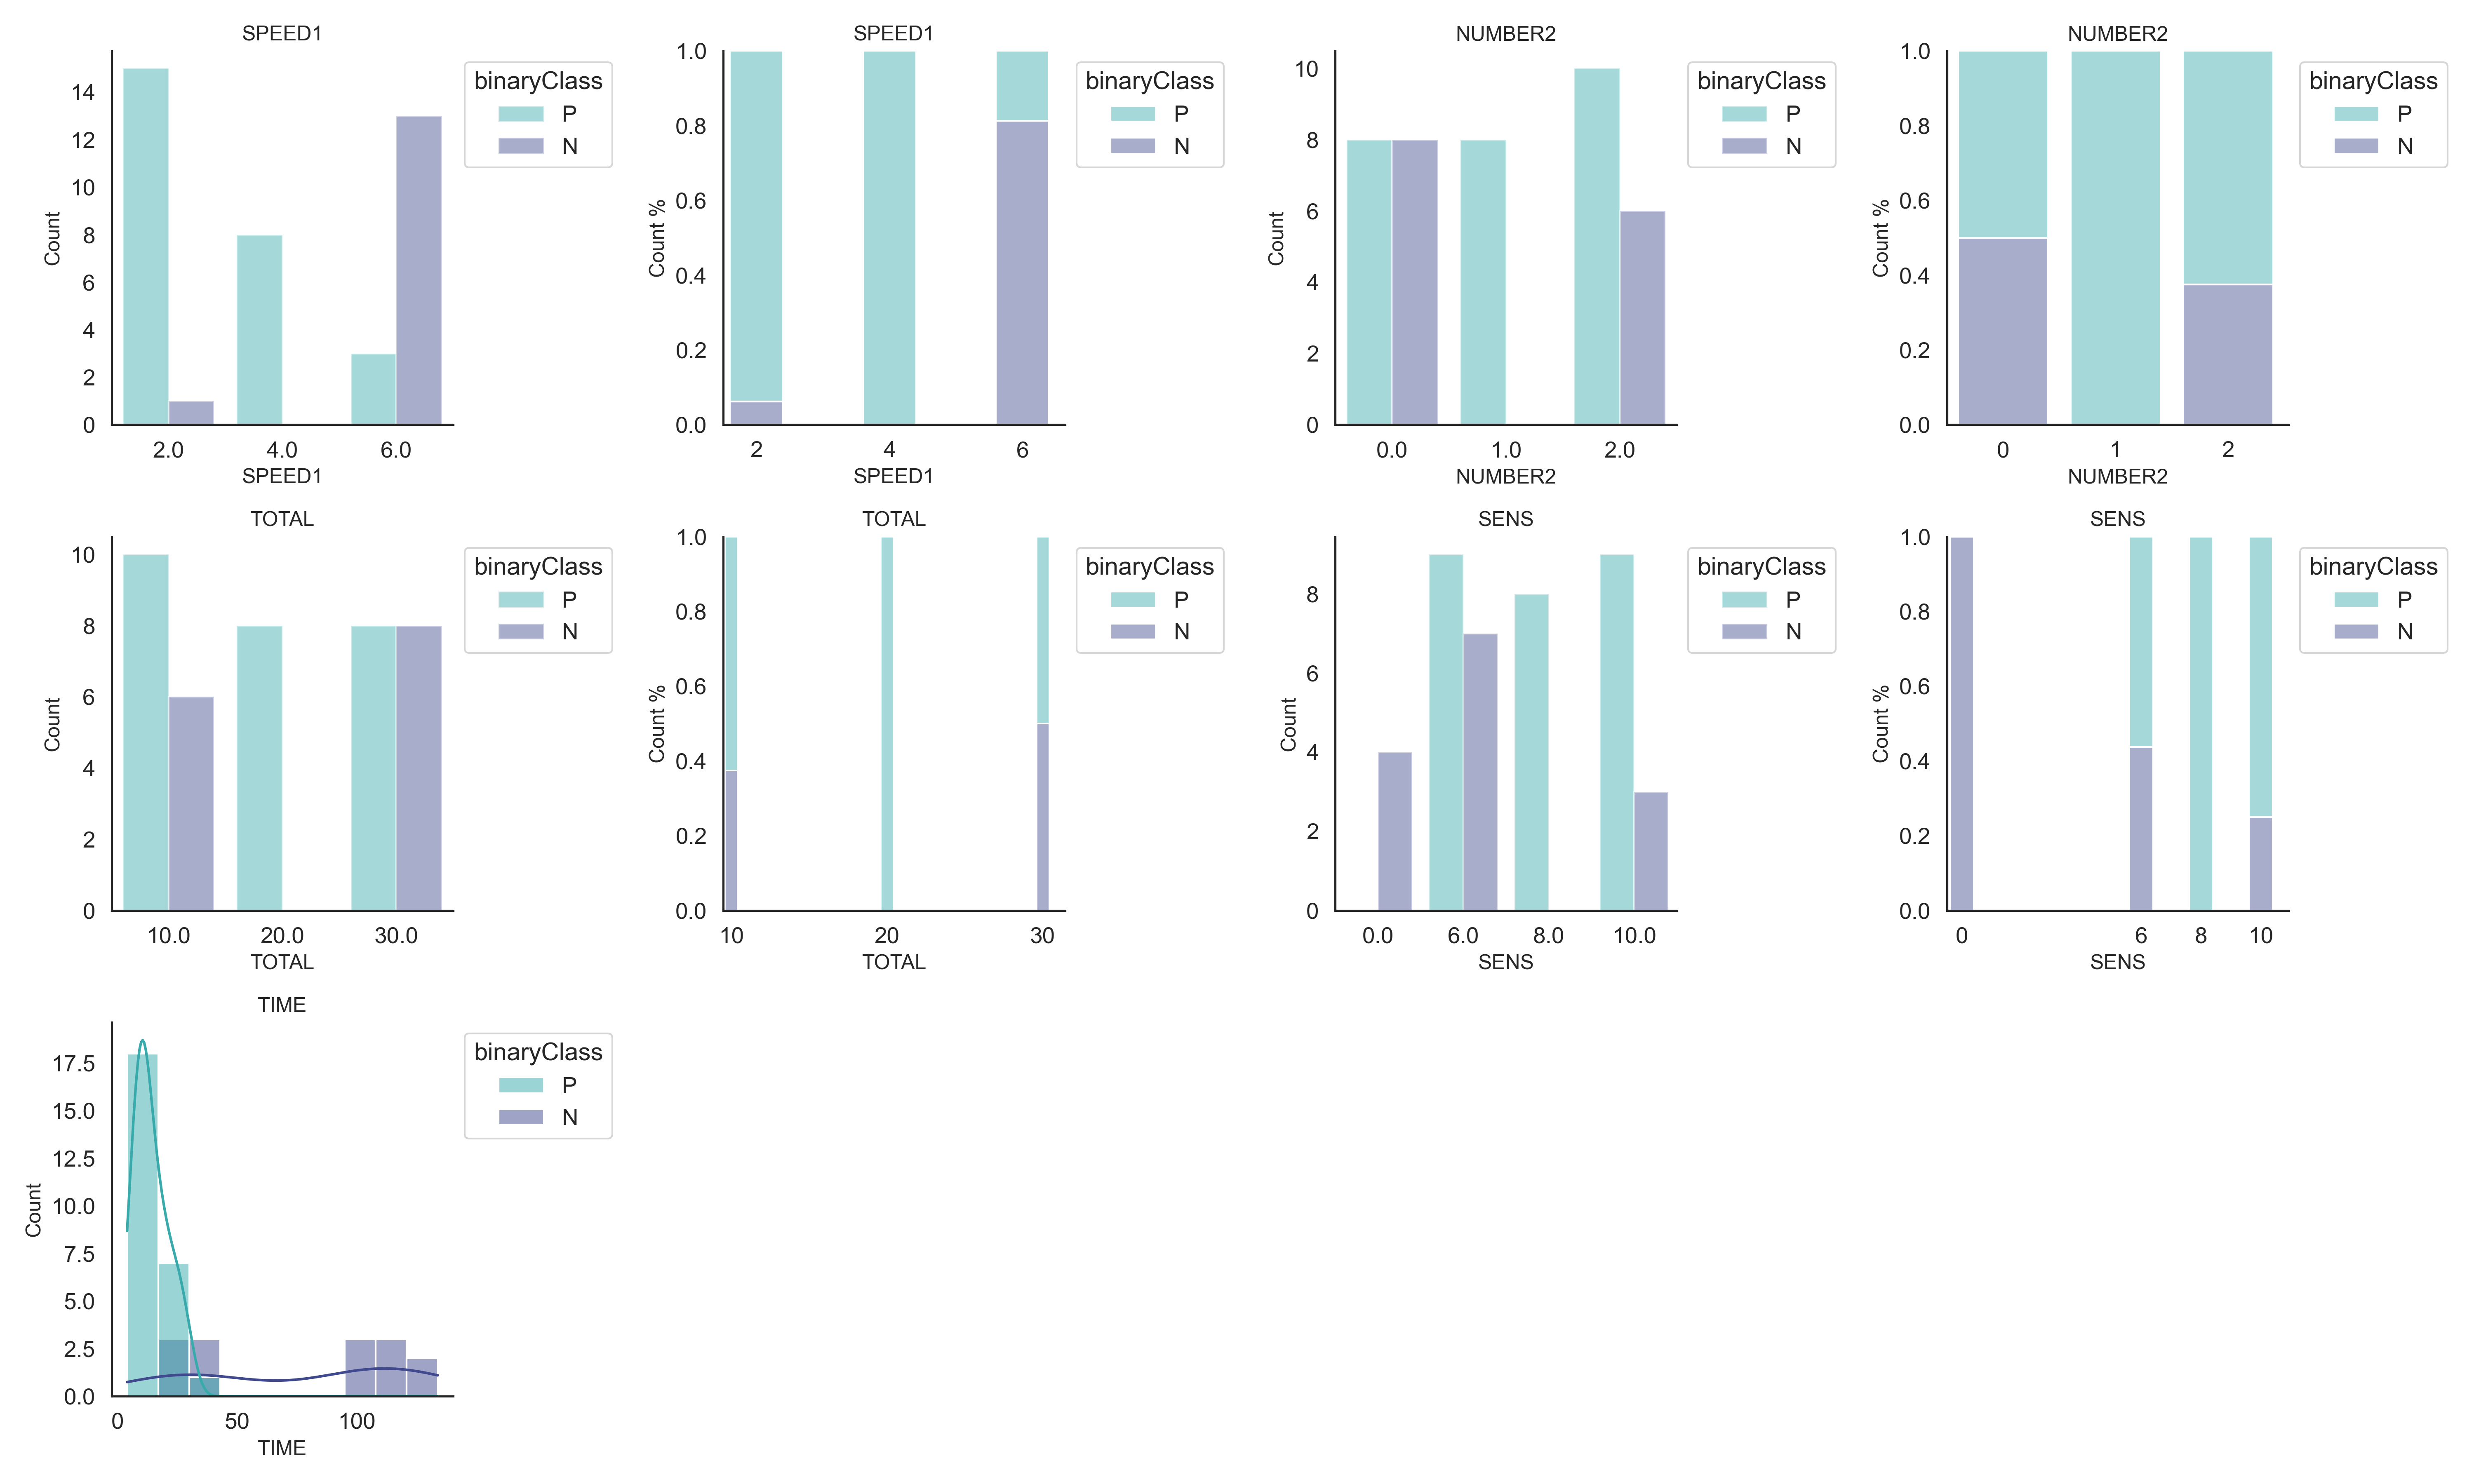 SPEED1
Count
14
12
10
8
6
4
2
0
2.0 4.0 6.0
SPEED1
binaryClass
P
N
SPEED1
Count %
1.0
0.8
0.6
0.4
0.2
0.0
2 4 6
SPEED1
binaryClass
P
N
NUMBER2
Count
10
8
6
4
2
0
0.0 1.0 2.0
NUMBER2
binaryClass
P
N
NUMBER2
Count %
1.0
0.8
0.6
0.4
0.2
0.0
0 1 2
NUMBER2
binaryClass
P
N
TOTAL
Count
10
8
6
4
2
0
10.0 20.0 30.0
TOTAL
binaryClass
P
N
TOTAL
Count %
1.0
0.8
0.6
0.4
0.2
0.0
10 20 30
TOTAL
binaryClass
P
N
SENS
Count
8
6
4
2
0
0.0 6.0 8.0 10.0
SENS
binaryClass
P
N
SENS
Count %
1.0
0.8
0.6
0.4
0.2
0.0
0 6 8 10
SENS
binaryClass
P
N
TIME
Count
17.5
15.0
12.5
10.0
7.5
5.0
2.5
0.0
0 50 100
TIME
binaryClass
P
N